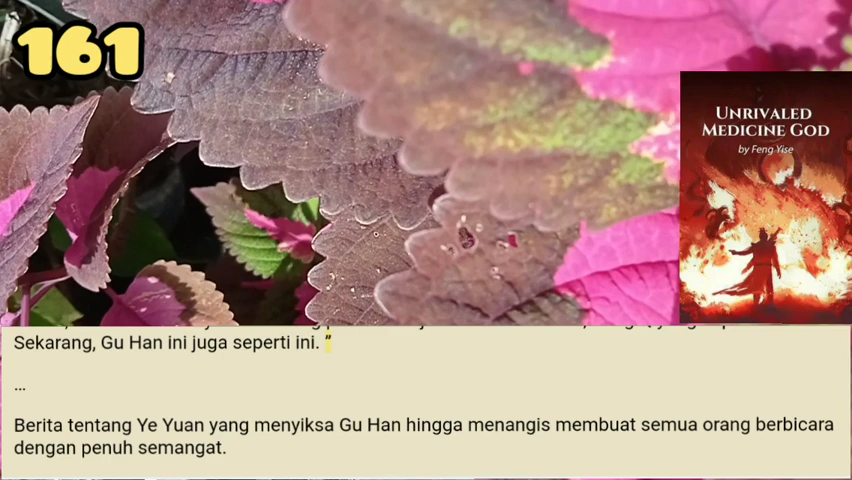 161
UNRIVALED
MEDICINE GOD
by Feng Yise
Sekarang, Gu Han ini juga seperti ini. ”
...
Berita tentang Ye Yuan yang menyiksa Gu Han hingga menangis membuat semua orang berbicara
dengan penuh semangat.